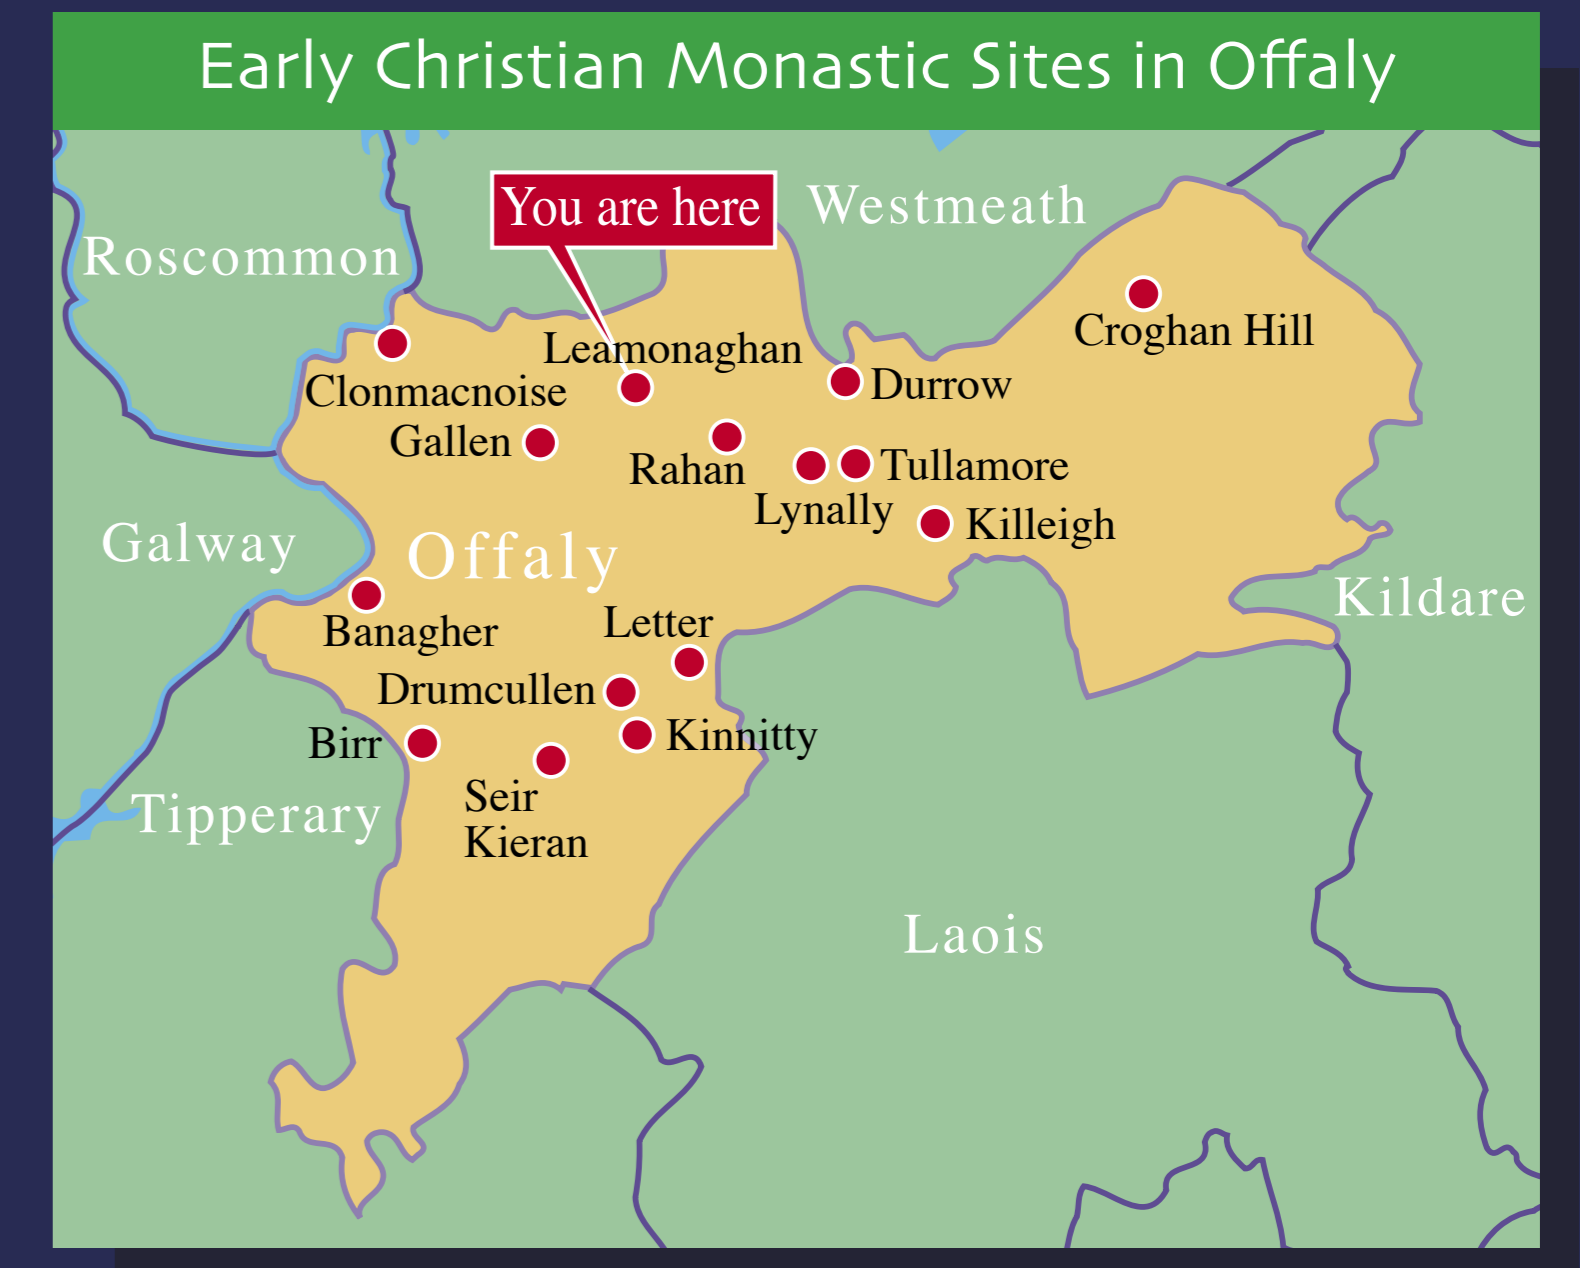 Early Christian Monastic Sites in Offaly
You are here
Westmeath
Roscommon
Croghan Hill
Leamonaghan
Clonmacnoise
Durrow
Gallen
Rahan
Tullamore
Lynally
Killeigh
Galway
Offaly
Kildare
Banagher
Letter
Drumcullen
Birr
Kinnitty
Seir
Kieran
Tipperary
Laois